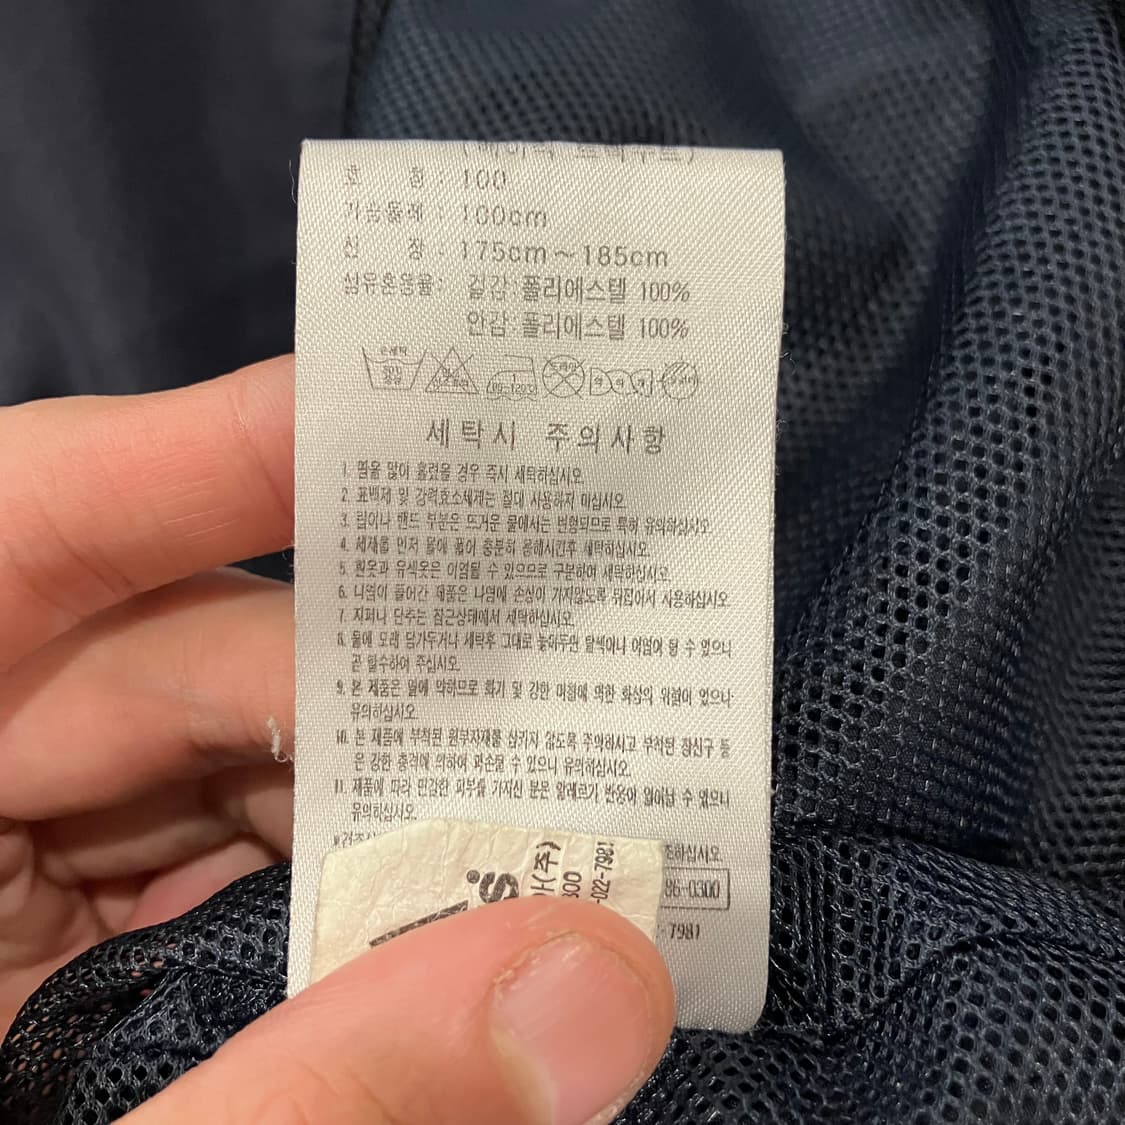 호 칭 : 100
가슴둘레 : 100cm
신 장 : 175cm~185cm
섬유혼용율: 겉감:폴리에스텔 100%
안감:폴리에스텔 100%
세탁시 주의사항
1. 땀을 많이 흘렸을 경우 즉시 세탁하십시오.
2. 표백제 및 강력효소세제는 절대 사용하지 마십시오.
3. 립이나 밴드 부분은 뜨거운 물에서는 변형되므로 특히 유의하십시오.
4. 세제를 먼저 물에 풀어 충분히 용해시킨후 세탁하십시오.
5. 흰옷과 유색옷은 이염될 수 있으므로 구분하여 세탁하십시오.
6. 나염이 들어간 제품은 나염에 손상이 가지않도록 뒤집어서 사용하십시오.
7. 지퍼나 단추는 잠근상태에서 세탁하십시오.
8. 물에 오래 담가두거나 세탁후 그대로 놓아두면 탈색이나 이염이 될 수 있으니
곧 탈수하여 주십시오.
9. 본 제품은 열에 약하므로 화기 및 강한 마찰에 의한 화상의 위험이 있으니
유의하십시오.
10. 본 제품에 부착된 원부자재를 삼키지 않도록 주의하시고 부착된 장신구 등
은 강한 충격에 의하여 파손될 수 있으니 유의하십시오.
11. 제품에 따라 민감한 피부를 가지신 분은 알레르기 반응이 일어날 수 있으니
유의하십시오.
하십시오
86-0300
-7981
(주)
300
-022-7981